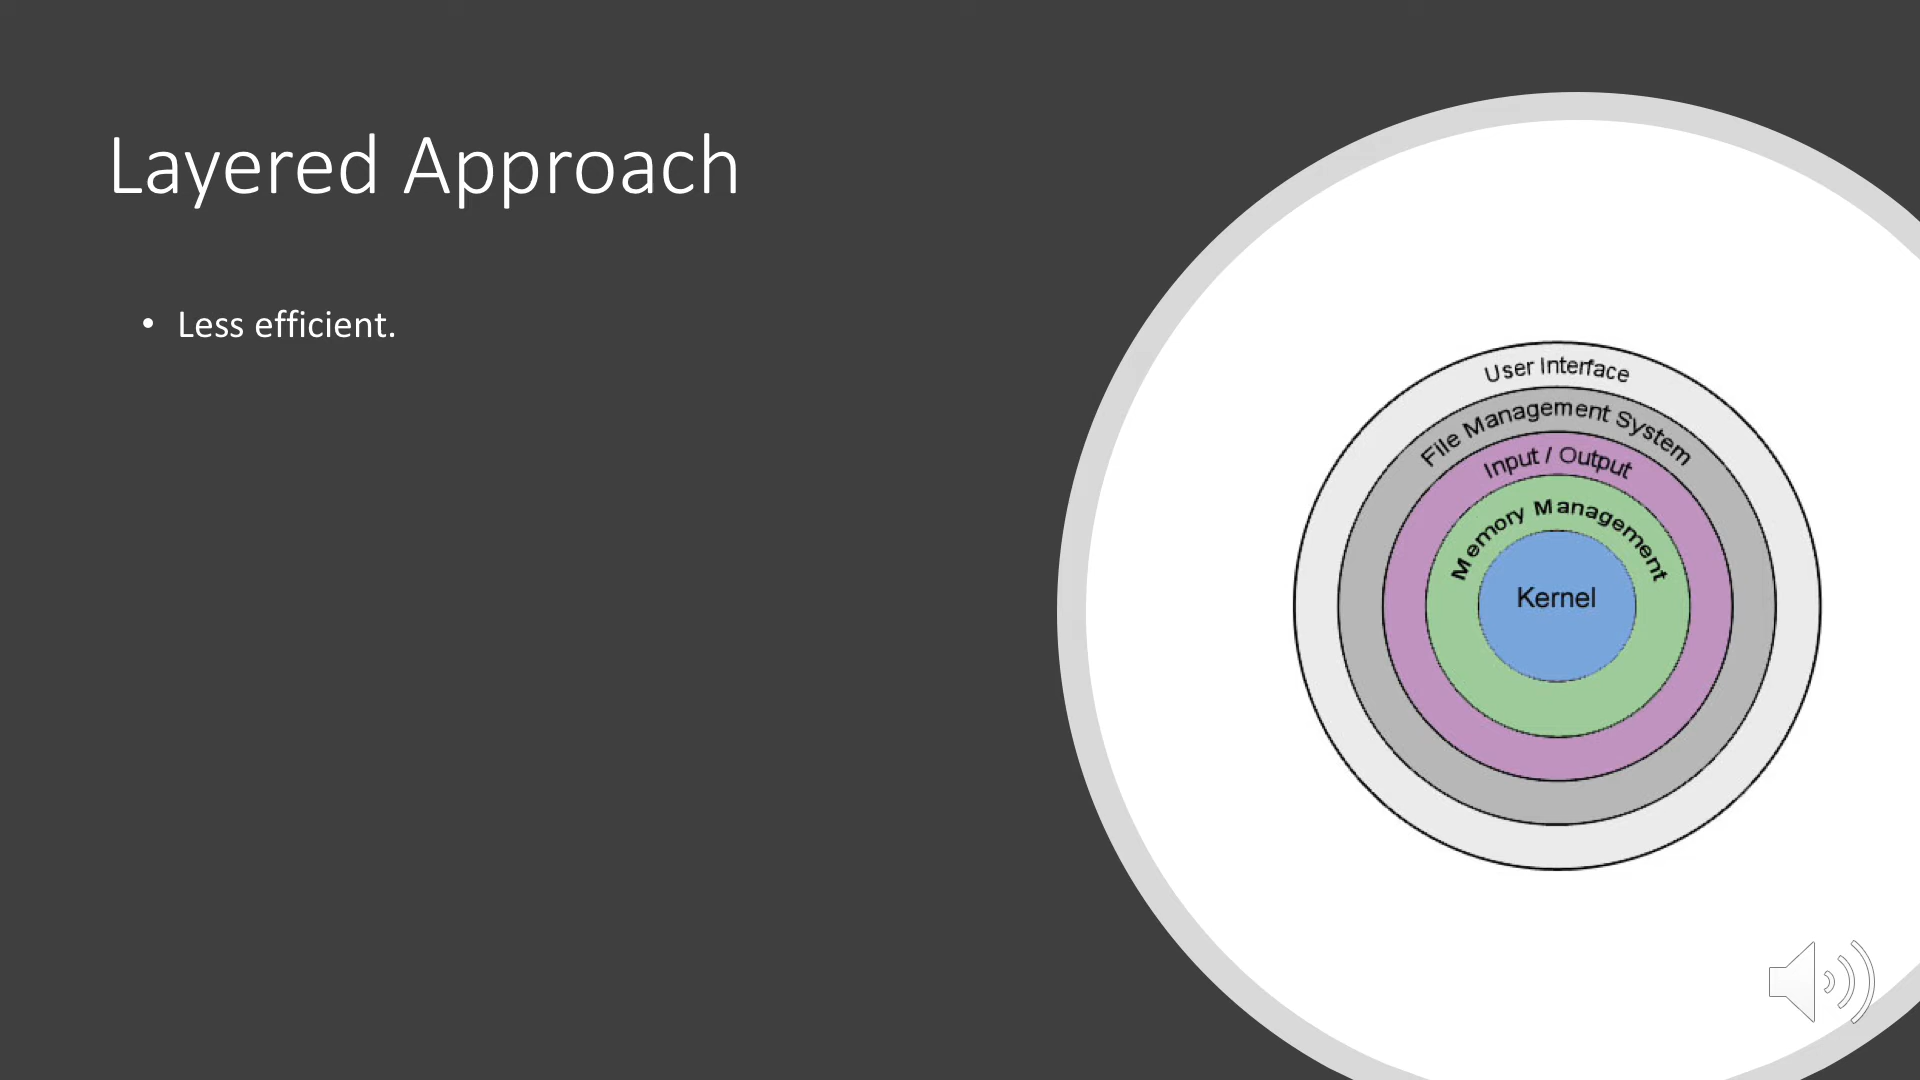 Layered Approach
• Less efficient.
User Interface
File Management System
Input / Output
Memory Management
Kernel